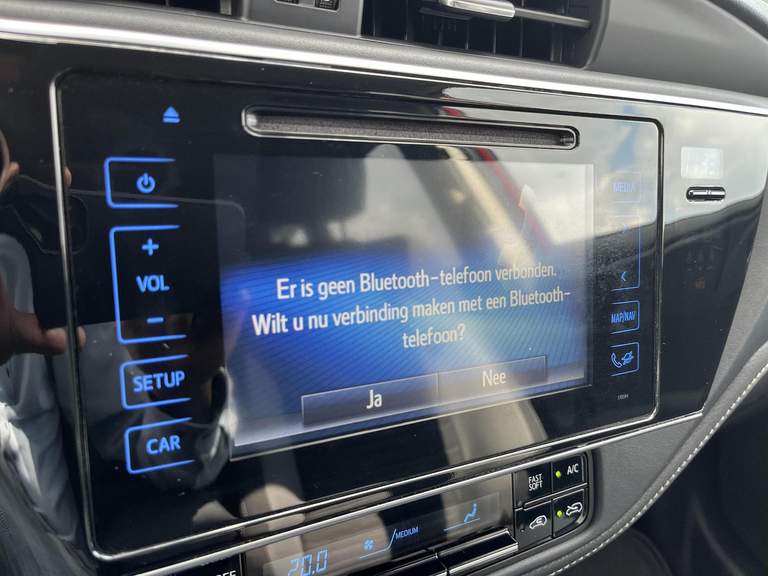 MEDIA
VOL
Er is geen Bluetooth-telefoon verbonden.
Wilt u nu verbinding maken met een Bluetooth-
telefoon?
MAP/NAV
SETUP
Ja
Nee
CAR
FAST
SOFT
A/C
20.0
MEDIUM
OFF